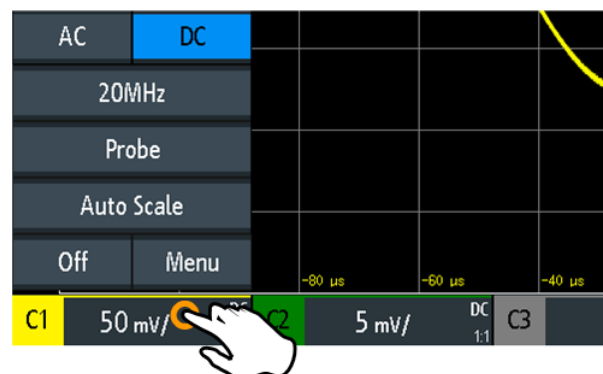 AC DC
20MHz
Probe
Auto Scale
Off Menu
-80 µs -60 µs -40 µs
C1 50 mV/ C2 5 mV/ DC 1:1 C3